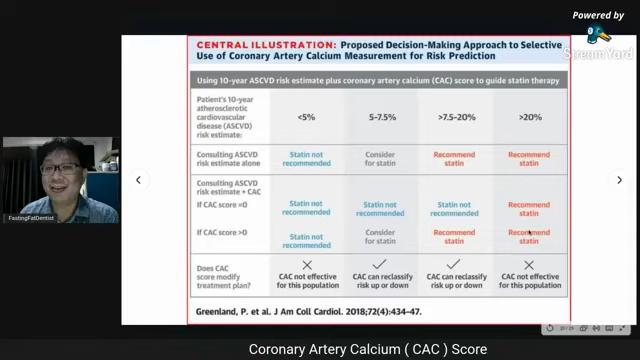 Powered by
StreamYard
CENTRAL ILLUSTRATION: Proposed Decision-Making Approach to Selective
Use of Coronary Artery Calcium Measurement for Risk Prediction
Using 10-year ASCVD risk estimate plus coronary artery calcium (CAC) score to guide statin therapy
Patient's 10-year
atherosclerotic
cardiovascular
disease (ASCVD)
risk estimate:
<5%
5-7.5%
>7.5-20%
>20%
Consulting ASCVD
risk estimate alone
Statin not
recommended
Consider
for statin
Recommend
statin
Recommend
statin
Consulting ASCVD
risk estimate + CAC
If CAC score =0
Statin not
recommended
Statin not
recommended
Statin not
recommended
Recommend
statin
If CAC score >0
Statin not
recommended
Consider
for statin
Recommend
statin
Recommend
statin
Does CAC
score modify
treatment plan?
CAC not effective
for this population
CAC can reclassify
risk up or down
CAC can reclassify
risk up or down
CAC not effective
for this population
Greenland, P. et al. J Am Coll Cardiol. 2018;72(4):434-47.
FastingFatDentist
Coronary Artery Calcium ( CAC ) Score